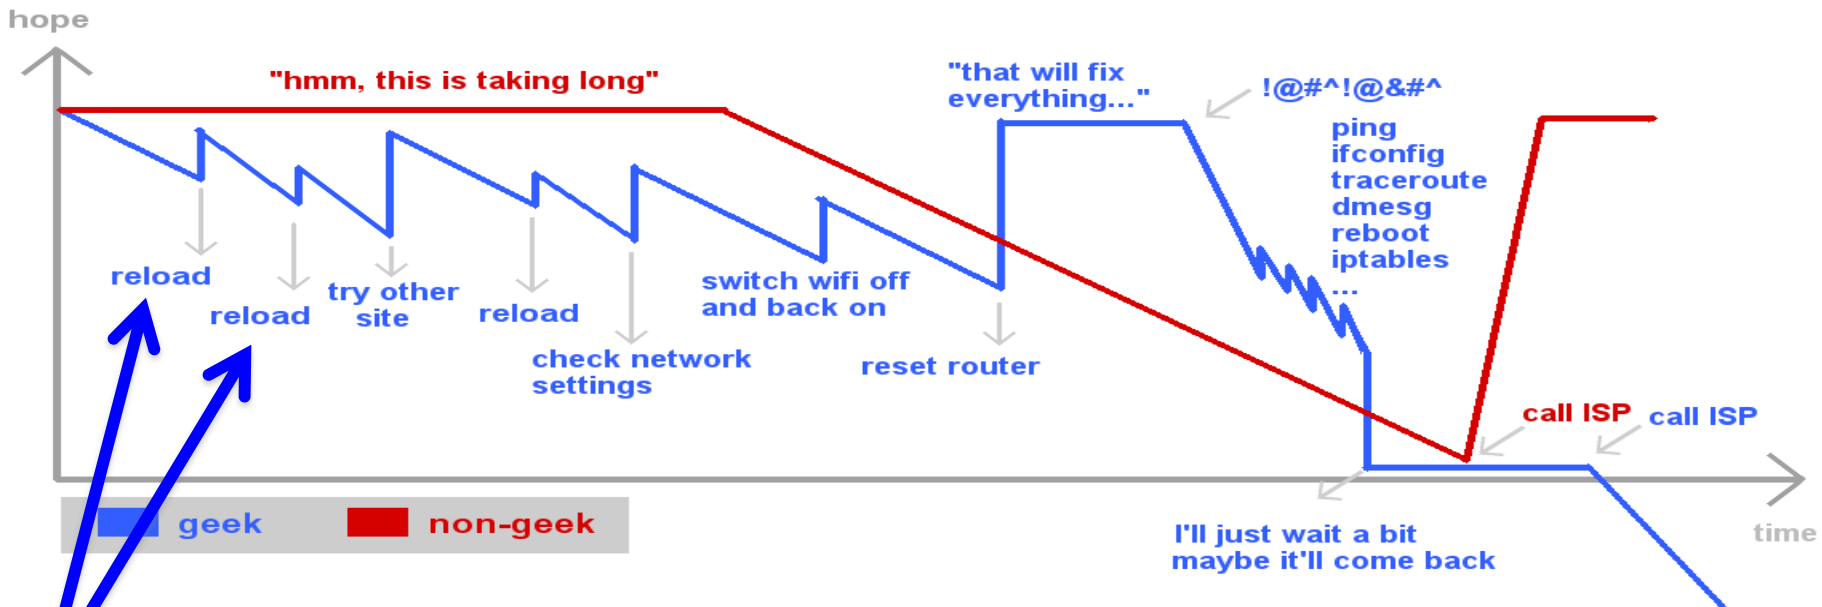 hope
"hmm, this is taking long"
"that will fix
everything..."
!@#^!@&#^
ping
ifconfig
traceroute
dmesg
reboot
iptables
...
reload
reload
try other
site
reload
check network
settings
switch wifi off
and back on
reset router
call ISP
call ISP
I'll just wait a bit
maybe it'll come back
time
geek
non-geek